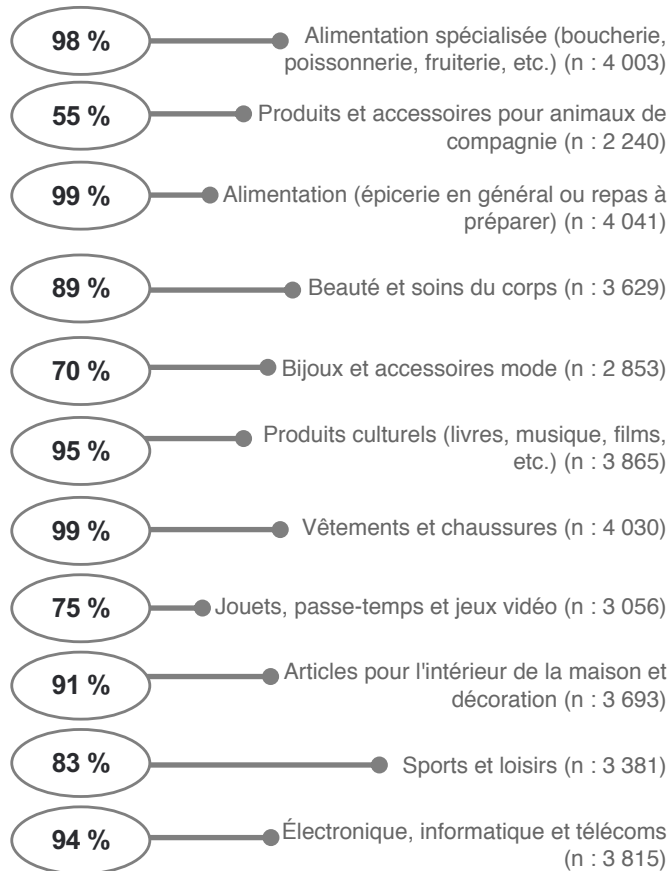 98 %
Alimentation spécialisée (boucherie,
poissonnerie, fruiterie, etc.) (n : 4 003)
55 %
Produits et accessoires pour animaux de
compagnie (n : 2 240)
99 %
Alimentation (épicerie en général ou repas à
préparer) (n : 4 041)
89 %
Beauté et soins du corps (n : 3 629)
70 %
Bijoux et accessoires mode (n : 2 853)
95 %
Produits culturels (livres, musique, films,
etc.) (n : 3 865)
99 %
Vêtements et chaussures (n : 4 030)
75 %
Jouets, passe-temps et jeux vidéo (n : 3 056)
91 %
Articles pour l'intérieur de la maison et
décoration (n : 3 693)
83 %
Sports et loisirs (n : 3 381)
94 %
Électronique, informatique et télécoms
(n : 3 815)